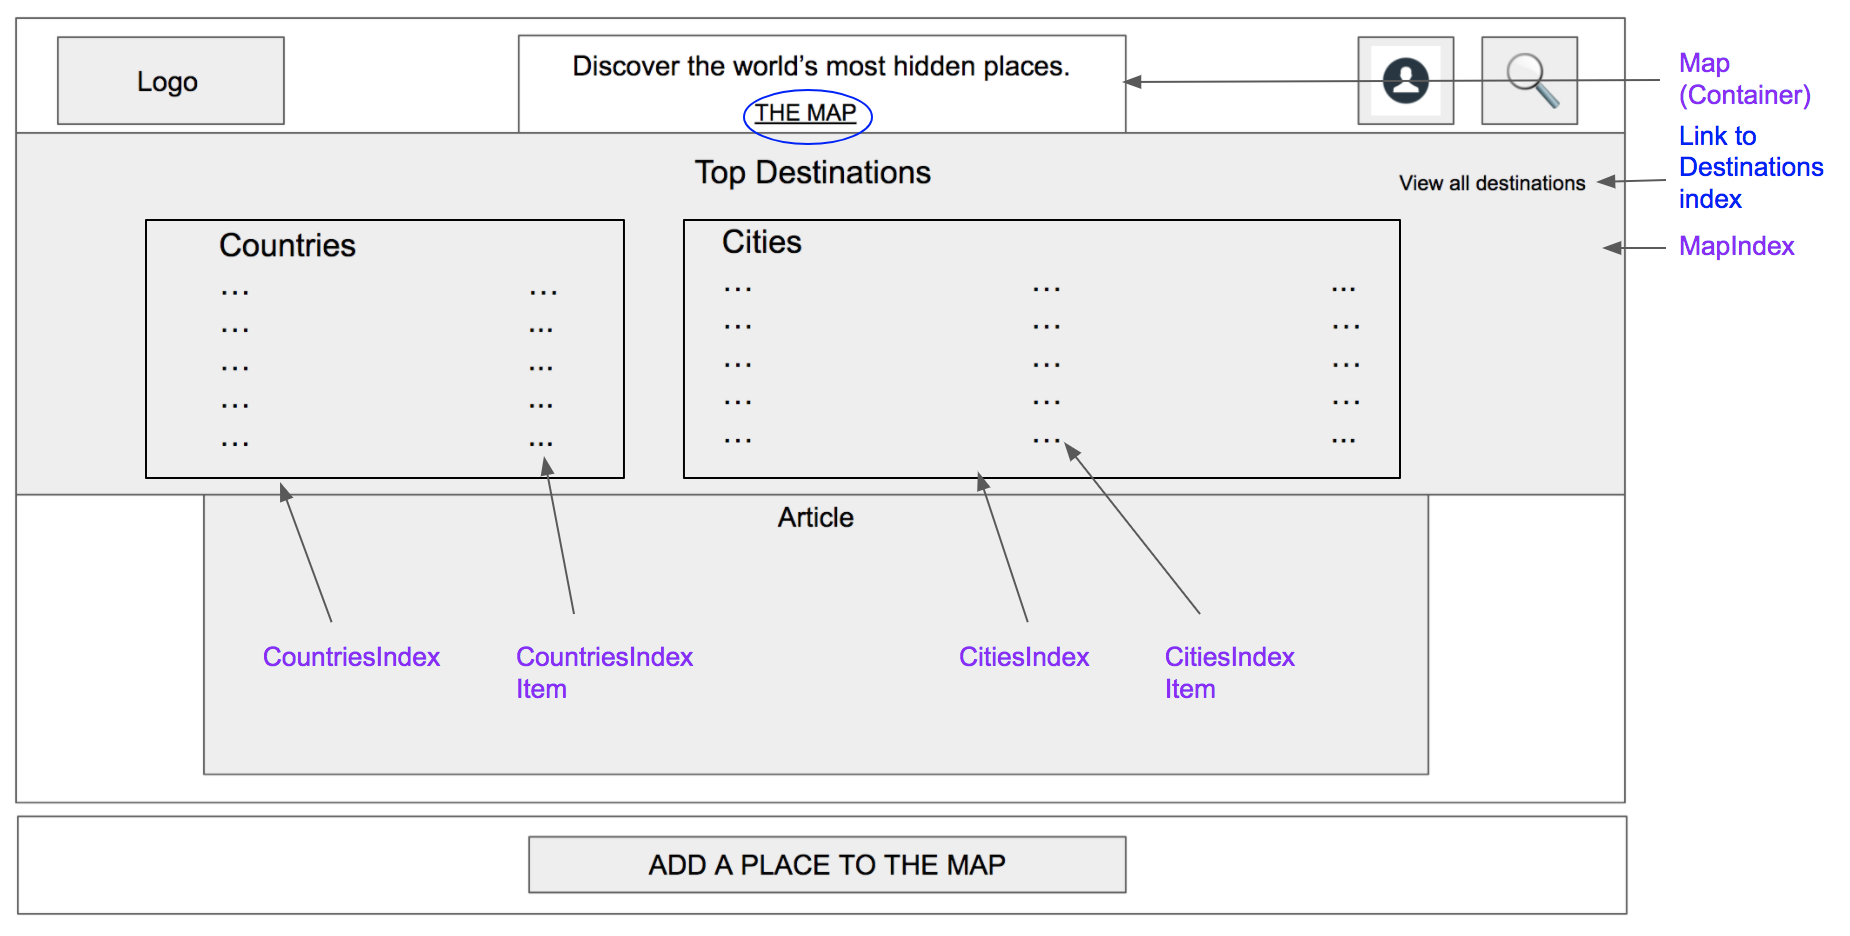 Logo
Discover the world's most hidden places.
THE MAP
Map
(Container)
Link to
Destinations
index
Top Destinations
View all destinations
MapIndex
Countries
... ...
... ...
... ...
... ...
... ...
Cities
... ... ...
... ... ...
... ... ...
... ... ...
... ... ...
Article
CountriesIndex
CountriesIndex
Item
CitiesIndex
CitiesIndex
Item
ADD A PLACE TO THE MAP